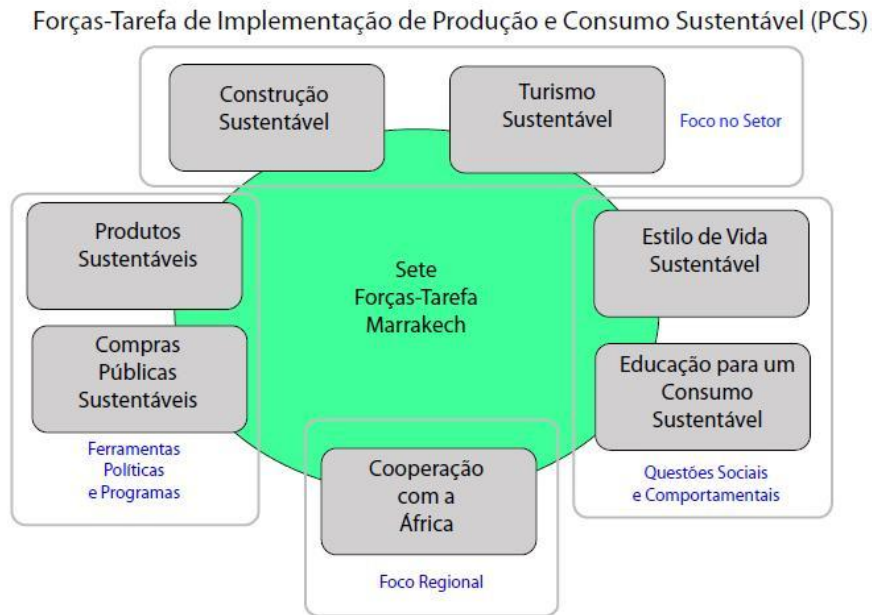 Forças-Tarefa de Implementação de Produção e Consumo Sustentável (PCS)
Construção
Sustentável
Turismo
Sustentável
Foco no Setor
Produtos
Sustentáveis
Compras
Públicas
Sustentáveis
Ferramentas
Políticas
e Programas
Sete
Forças-Tarefa
Marrakech
Estilo de Vida
Sustentável
Educação para um
Consumo
Sustentável
Questões Sociais
e Comportamentais
Cooperação
com a
África
Foco Regional